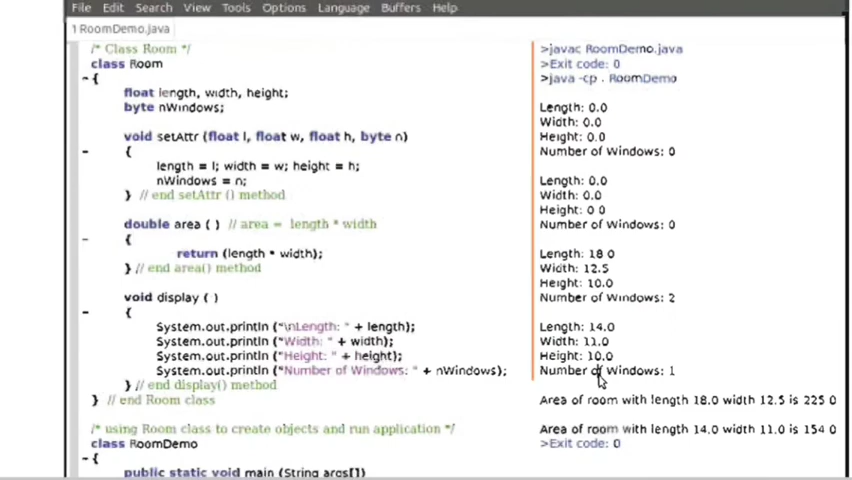 File Edit Search View Tools Options Language Buffers Help
1 RoomDemo.java
/* Class Room */
class Room
{
float length, width, height;
byte nWindows;
void setAttr (float l, float w, float h, byte n)
{
length = l; width = w; height = h;
nWindows = n;
} // end setAttr () method
double area ( ) // area = length * width
{
return (length * width);
} // end area() method
void display ( )
{
System.out.println ("\nLength: " + length);
System.out.println ("Width: " + width);
System.out.println ("Height: " + height);
System.out.println ("Number of Windows: " + nWindows);
} // end display() method
} // end Room class
/* using Room class to create objects and run application */
class RoomDemo
{
public static void main (String args[])
>javac RoomDemo.java
>Exit code: 0
>java -cp . RoomDemo
Length: 0.0
Width: 0.0
Height: 0.0
Number of Windows: 0
Length: 0.0
Width: 0.0
Height: 0.0
Number of Windows: 0
Length: 18.0
Width: 12.5
Height: 10.0
Number of Windows: 2
Length: 14.0
Width: 11.0
Height: 10.0
Number of Windows: 1
Area of room with length 18.0 width 12.5 is 225.0
Area of room with length 14.0 width 11.0 is 154.0
>Exit code: 0